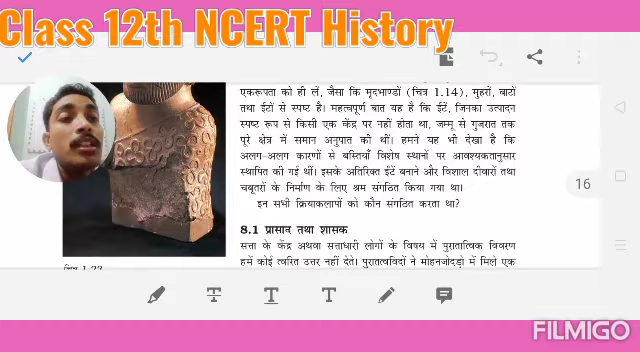 Class 12th NCERT History
एकरूपता को ही लें, जैसा कि मृदभाण्डों (चित्र 1.14), मुहरों, बाटों
तथा ईंटों से स्पष्ट है। महत्वपूर्ण बात यह है कि ईंटें, जिनका उत्पादन
स्पष्ट रूप से किसी एक केंद्र पर नहीं होता था, जम्मू से गुजरात तक
पूरे क्षेत्र में समान अनुपात की थीं। हमने यह भी देखा है कि
अलग-अलग कारणों से बस्तियाँ विशेष स्थानों पर आवश्यकतानुसार
स्थापित की गई थीं। इसके अतिरिक्त ईंटें बनाने और विशाल दीवारों तथा
चबूतरों के निर्माण के लिए श्रम संगठित किया गया था।
इन सभी क्रियाकलापों को कौन संगठित करता था?
16
8.1 प्रासाद तथा शासक
सत्ता के केंद्र अथवा सत्ताधारी लोगों के विषय में पुरातात्विक विवरण
हमें कोई त्वरित उत्तर नहीं देते। पुरातत्वविदों ने मोहनजोदड़ो में मिले एक
चित्र 1.23
T T T
FILMIGO